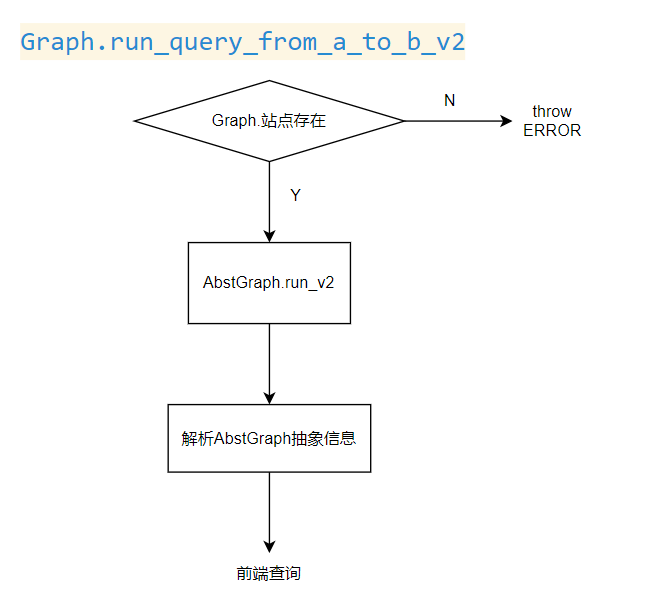 Graph.run_query_from_a_to_b_v2
Graph.站点存在
N
throw
ERROR
Y
AbstGraph.run_v2
解析AbstGraph抽象信息
前端查询